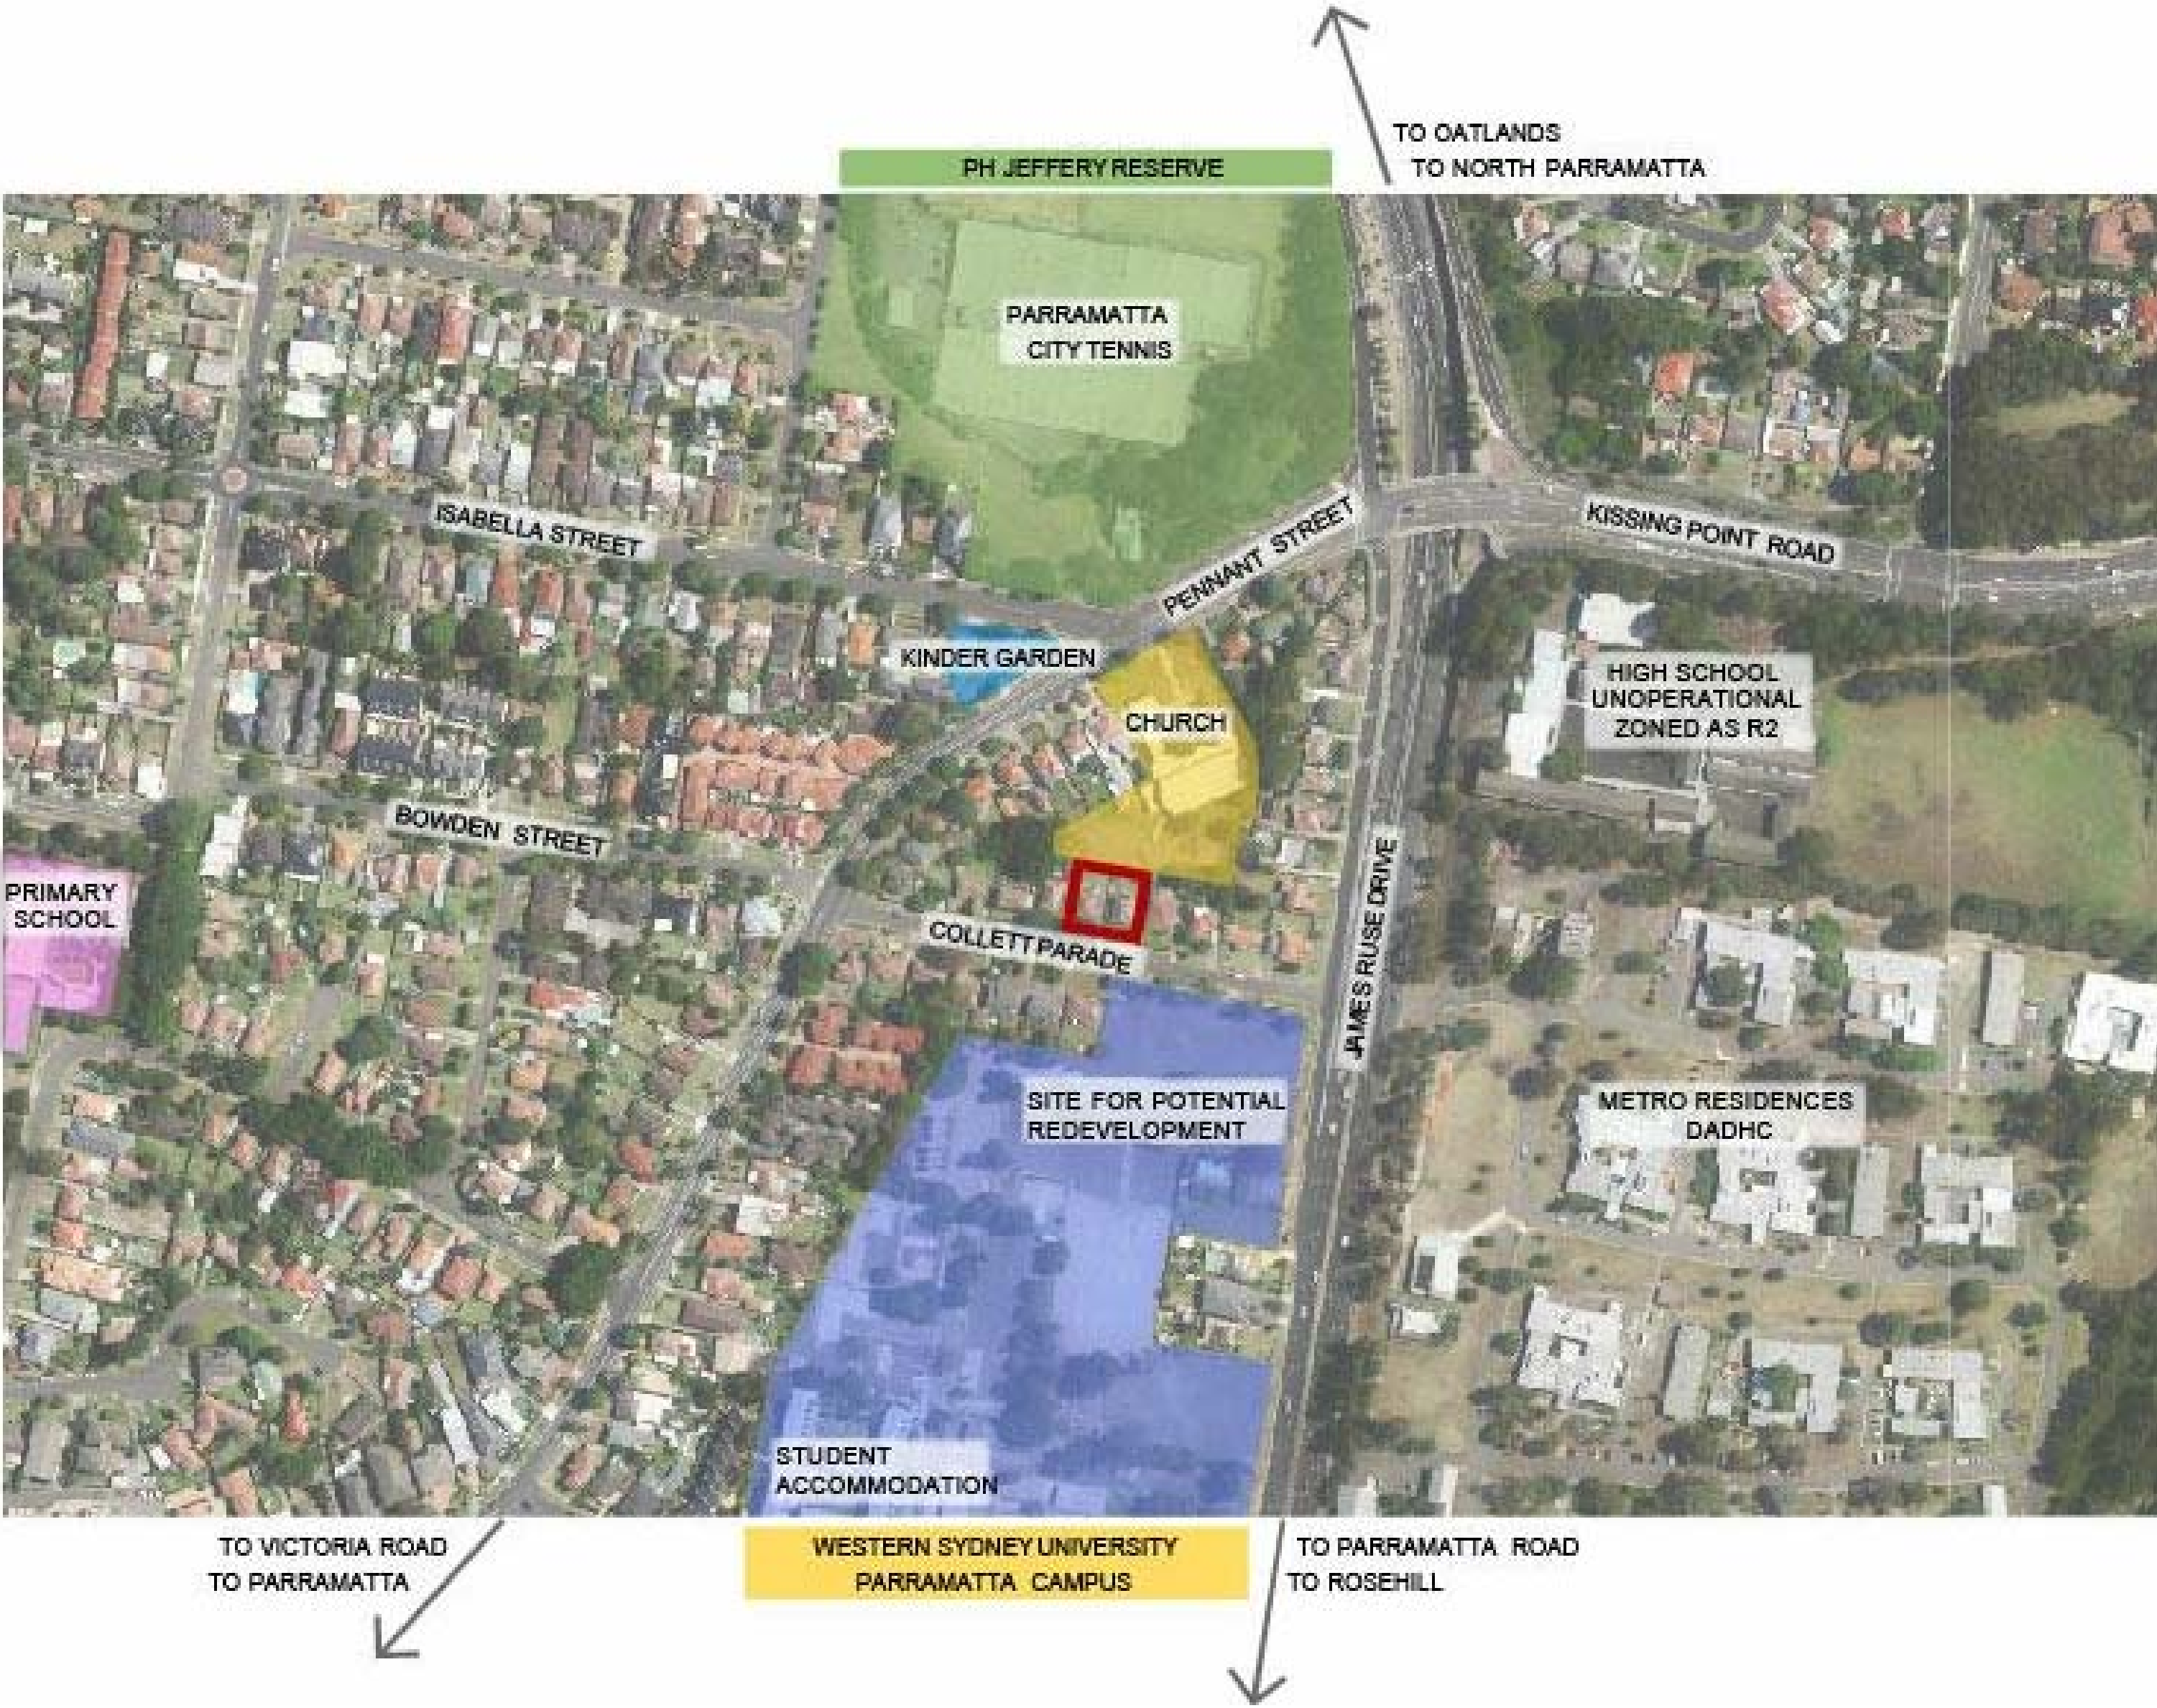 TO OATLANDS
TO NORTH PARRAMATTA
PH JEFFERY RESERVE
PARRAMATTA
CITY TENNIS
ISABELLA STREET
PENNANT STREET
KISSING POINT ROAD
KINDER GARDEN
CHURCH
HIGH SCHOOL
UNOPERATIONAL
ZONED AS R2
BOWDEN STREET
PRIMARY
SCHOOL
COLLETT PARADE
JAMES RUSE DRIVE
SITE FOR POTENTIAL
REDEVELOPMENT
METRO RESIDENCES
DADHC
STUDENT
ACCOMMODATION
TO VICTORIA ROAD
TO PARRAMATTA
WESTERN SYDNEY UNIVERSITY
PARRAMATTA CAMPUS
TO PARRAMATTA ROAD
TO ROSEHILL